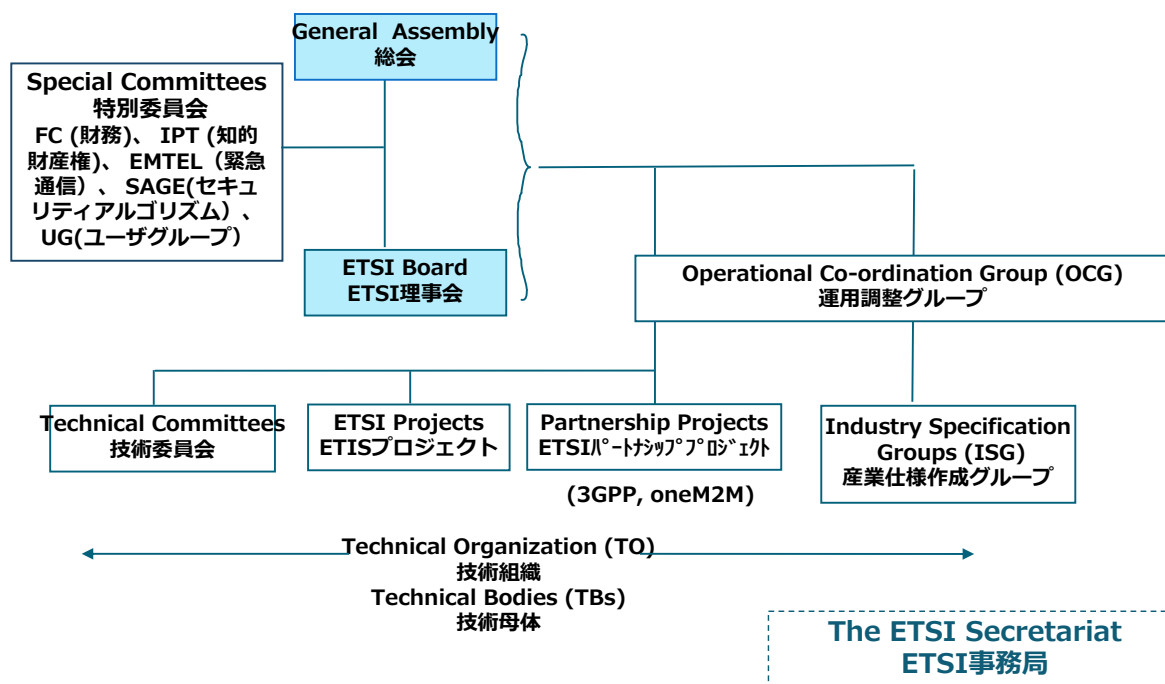 General Assembly
総会
Special Committees
特別委員会
FC (財務)、 IPT (知的
財産権)、 EMTEL（緊急
通信）、 SAGE(セキュ
リティアルゴリズム）、
UG(ユーザグループ）
ETSI Board
ETSI理事会
Operational Co-ordination Group (OCG)
運用調整グループ
Technical Committees
技術委員会
ETSI Projects
ETISプロジェクト
Partnership Projects
ETSIﾊﾟｰﾄﾅｼｯﾌﾟﾌﾟﾛｼﾞｪｸﾄ
(3GPP, oneM2M)
Industry Specification
Groups (ISG)
産業仕様作成グループ
Technical Organization (TO)
技術組織
Technical Bodies (TBs)
技術母体
The ETSI Secretariat
ETSI事務局